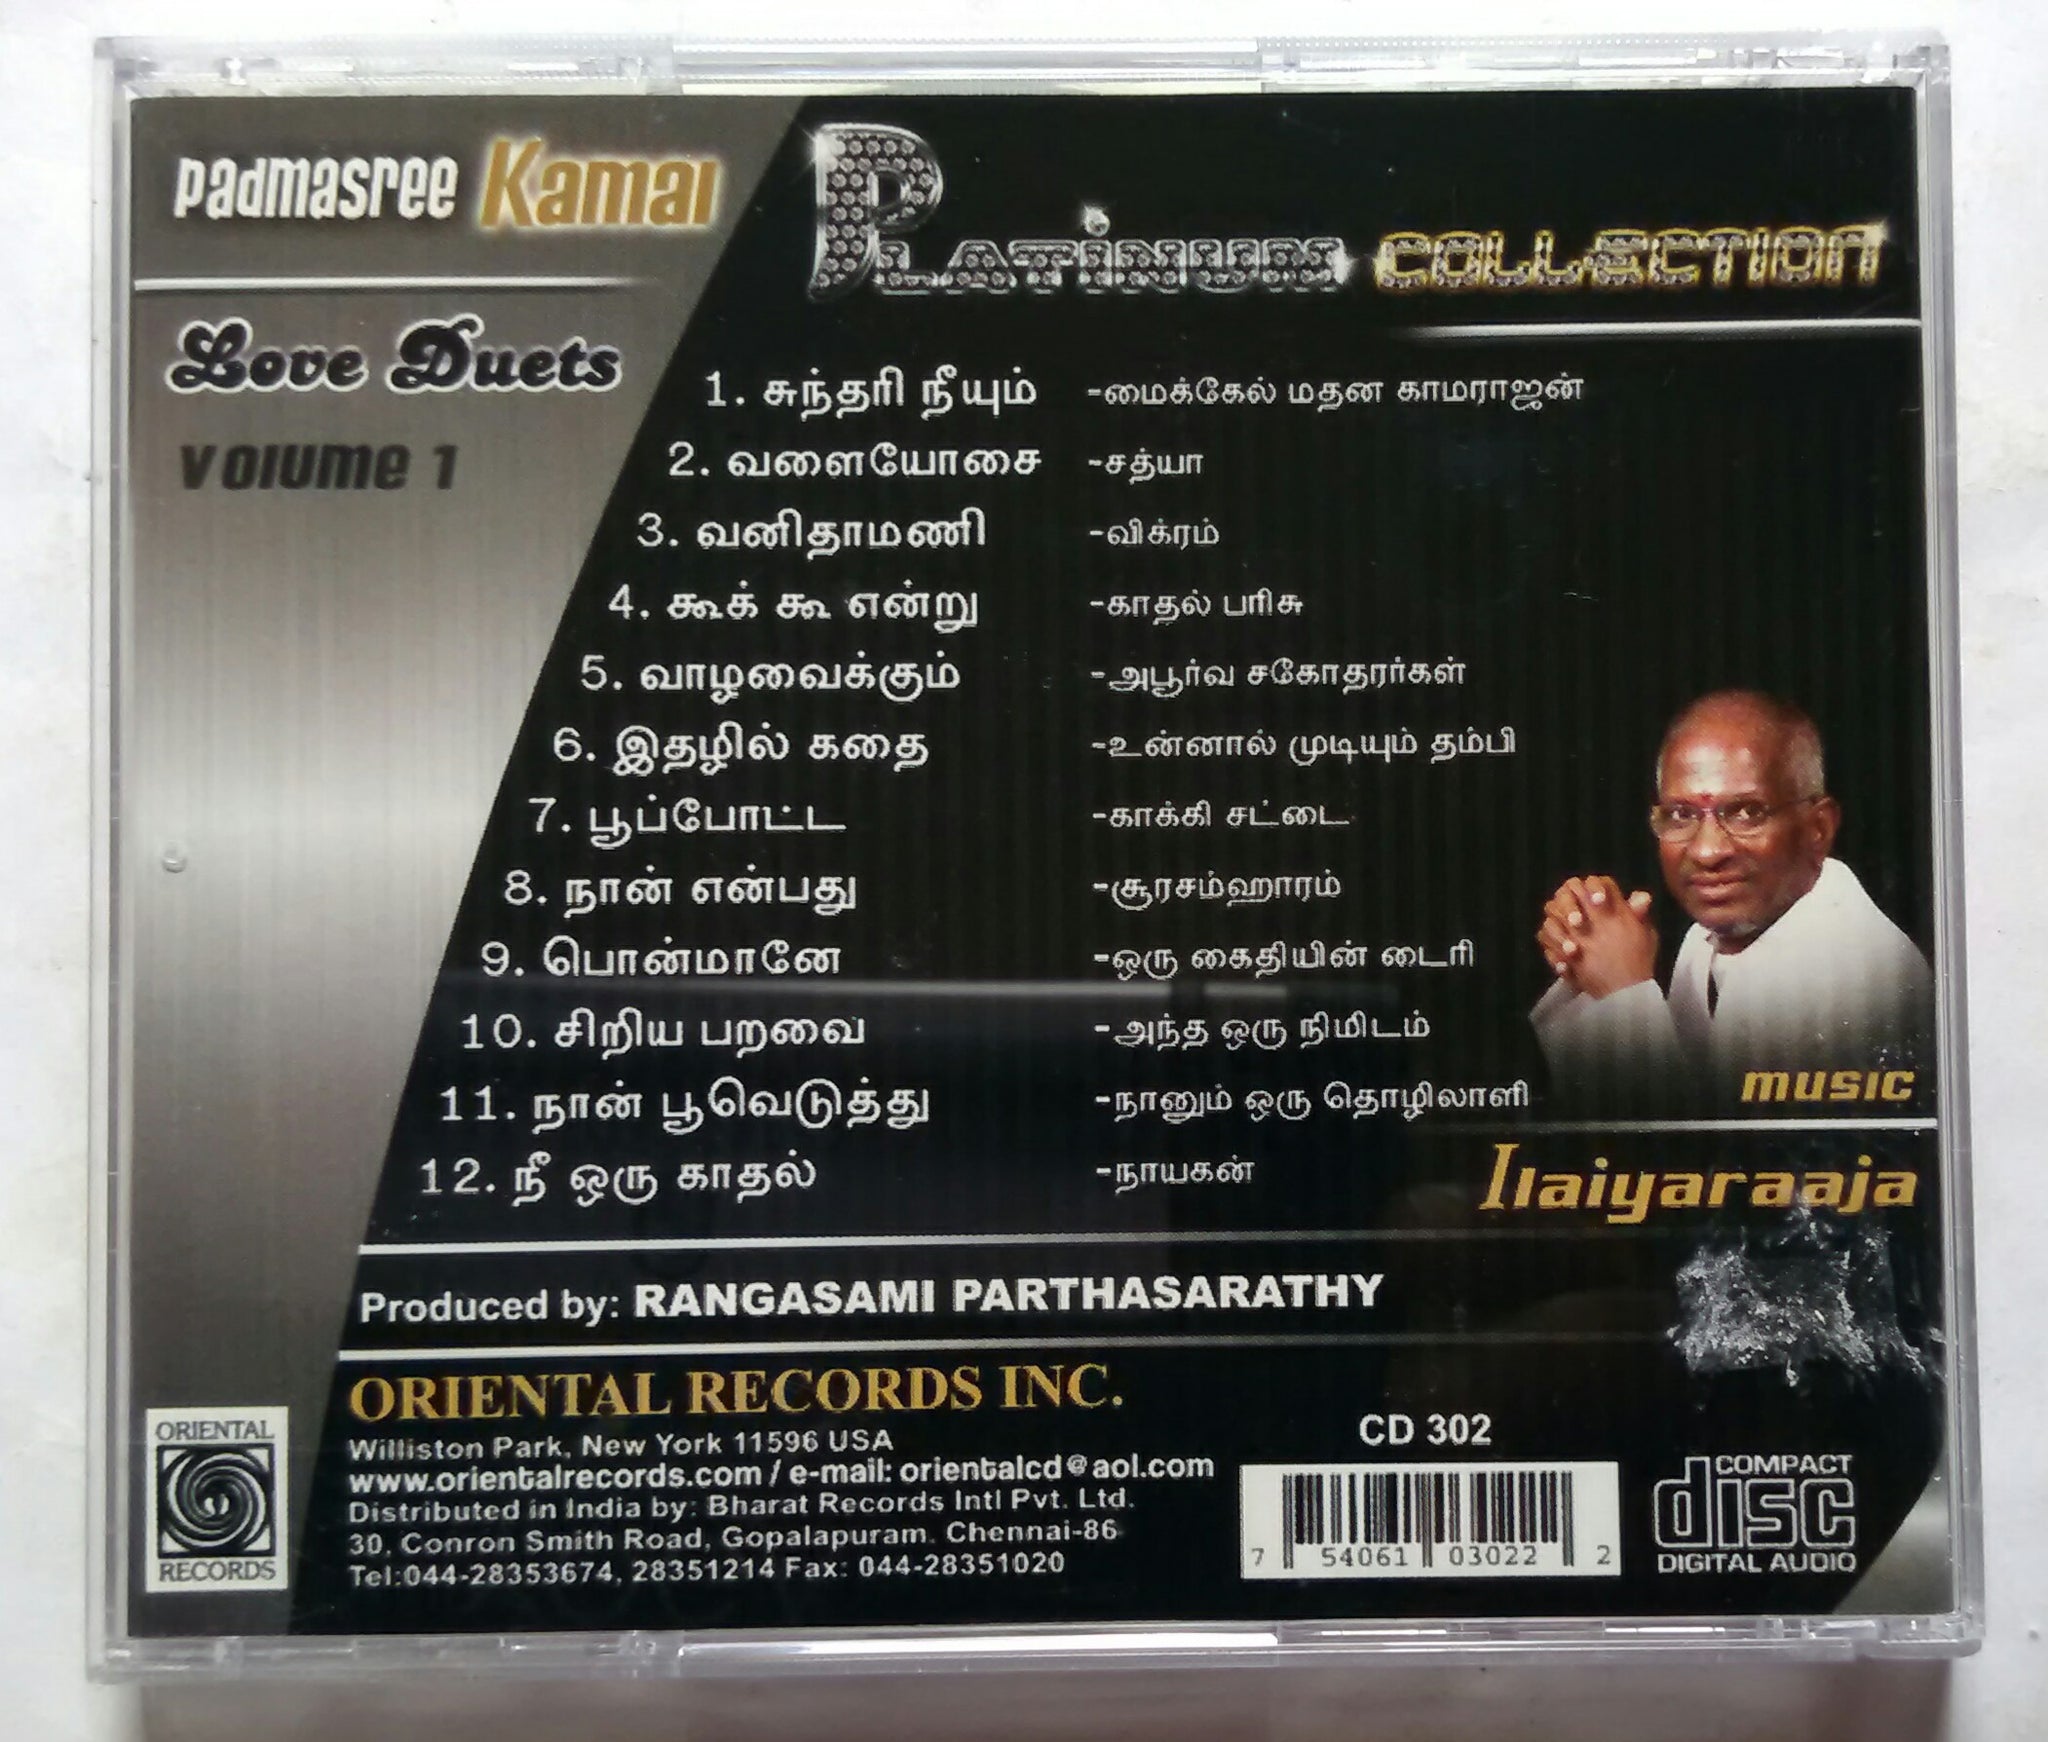 Padmasree Kamal
PLATINUM COLLECTION
Love Duets
Volume 1
1. சுந்தரி நீயும் -மைக்கேல் மதன காமராஜன்
2. வளையோசை -சத்யா
3. வனிதாமணி -விக்ரம்
4. கூக் கூ என்று -காதல் பரிசு
5. வாழவைக்கும் -அபூர்வ சகோதரர்கள்
6. இதழில் கதை -உன்னால் முடியும் தம்பி
7. பூப்போட்ட -காக்கி சட்டை
8. நான் என்பது -சூரசம்ஹாரம்
9. பொன்மானே -ஒரு கைதியின் டைரி
10. சிறிய பறவை -அந்த ஒரு நிமிடம்
11. நான் பூவெடுத்து -நானும் ஒரு தொழிலாளி
12. நீ ஒரு காதல் -நாயகன்
music
Ilaiyaraaja
Produced by: RANGASAMI PARTHASARATHY
ORIENTAL RECORDS INC.
Williston Park, New York 11596 USA
www.orientalrecords.com / e-mail: orientalcd@aol.com
Distributed in India by: Bharat Records Intl Pvt. Ltd.
30, Conron Smith Road, Gopalapuram. Chennai-86
Tel:044-28353674, 28351214 Fax: 044-28351020
ORIENTAL
RECORDS
CD 302
7 54061 03022 2
COMPACT
disc
DIGITAL AUDIO